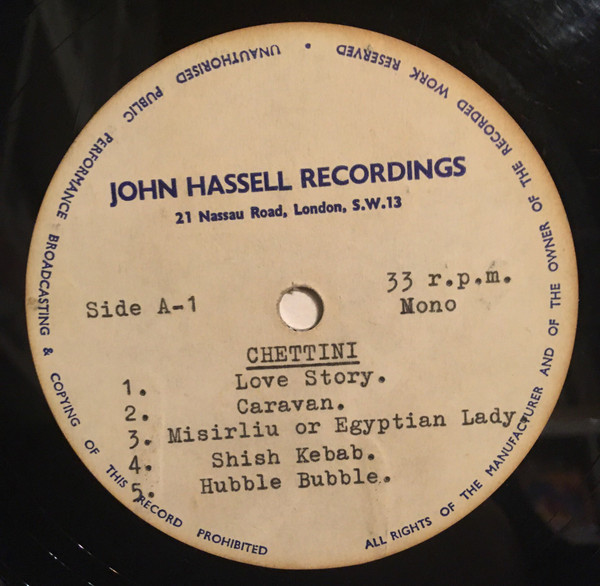 ALL RIGHTS OF THE MANUFACTURER AND OF THE OWNER OF THE RECORDED WORK RESERVED • UNAUTHORISED PUBLIC PERFORMANCE BROADCASTING & COPYING OF THIS RECORD PROHIBITED
JOHN HASSELL RECORDINGS
21 Nassau Road, London, S.W.13
Side A-1
33 r.p.m.
Mono
CHETTINI
1. Love Story.
2. Caravan.
3. Misirliu or Egyptian Lady.
4. Shish Kebab.
5. Hubble Bubble.